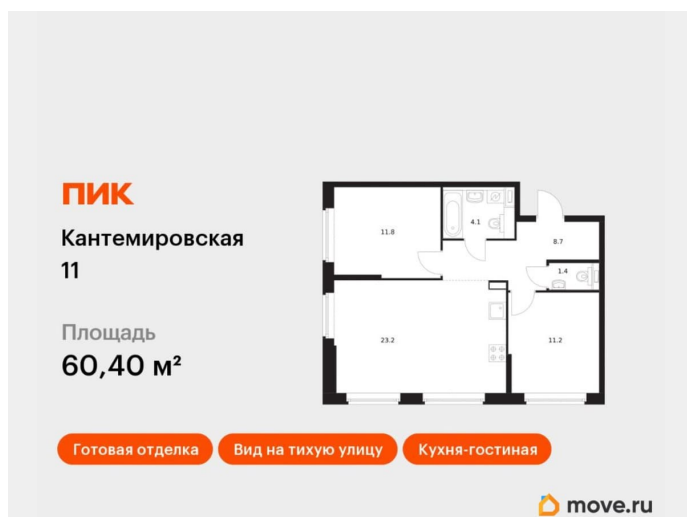 ПИК
Кантемировская
11
Площадь
60,40 м²
11.8
4.1
8.7
1.4
23.2
11.2
Готовая отделка
Вид на тихую улицу
Кухня-гостиная
move.ru